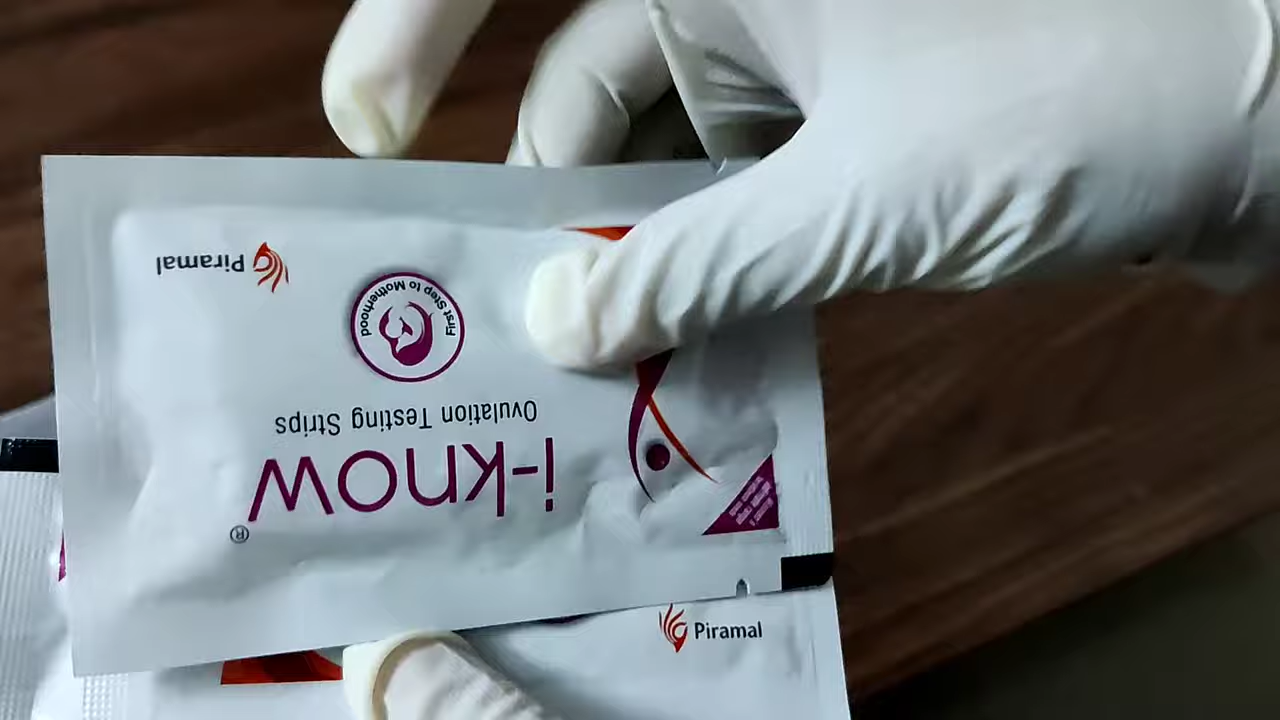 i-know®
Ovulation Testing Strips
First Step to Motherhood
Piramal
Piramal